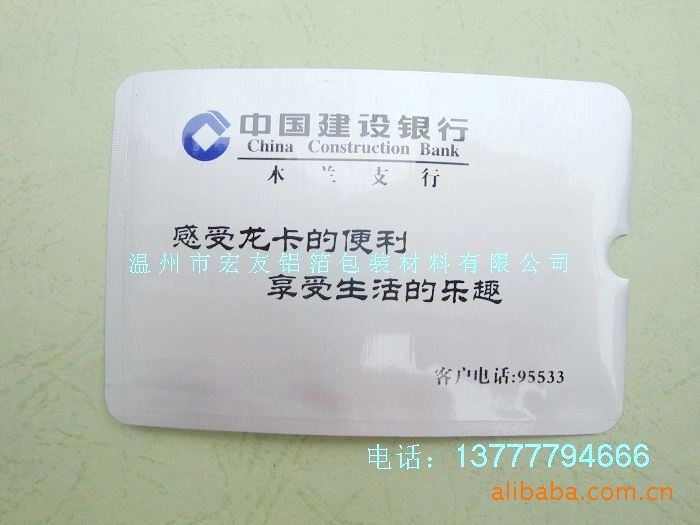 中国建设银行
China Construction Bank
木兰支行
感受龙卡的便利
温州市宏友铝箔包装材料有限公司
享受生活的乐趣
客户电话:95533
电话: 13777794666
alibaba.com.cn